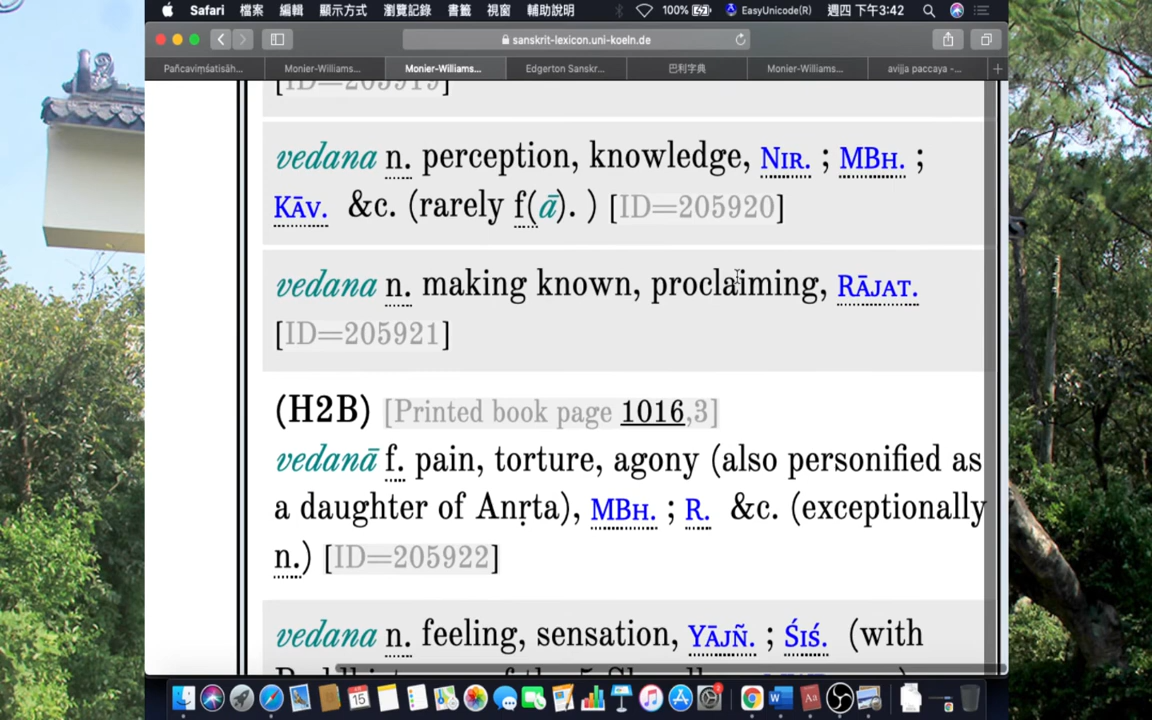 Safari 檔案 編輯 顯示方式 瀏覽記錄 書籤 視窗 輔助說明 100% EasyUnicode(R) 週四 下午3:42
sanskrit-lexicon.uni-koeln.de
Pañcaviṃśatisāh... Monier-Williams... Monier-Williams... Edgerton Sanskr... 巴利字典 Monier-Williams... avijja paccaya -...
[ID=205919]
vedana n. perception, knowledge, Nir. ; MBh. ;
Kāv. &c. (rarely f(ā). ) [ID=205920]
vedana n. making known, proclaiming, Rājat.
[ID=205921]
(H2B) [Printed book page 1016,3]
vedanā f. pain, torture, agony (also personified as
a daughter of Anṛta), MBh. ; R. &c. (exceptionally
n.) [ID=205922]
vedana n. feeling, sensation, Yājñ. ; Śiś. (with